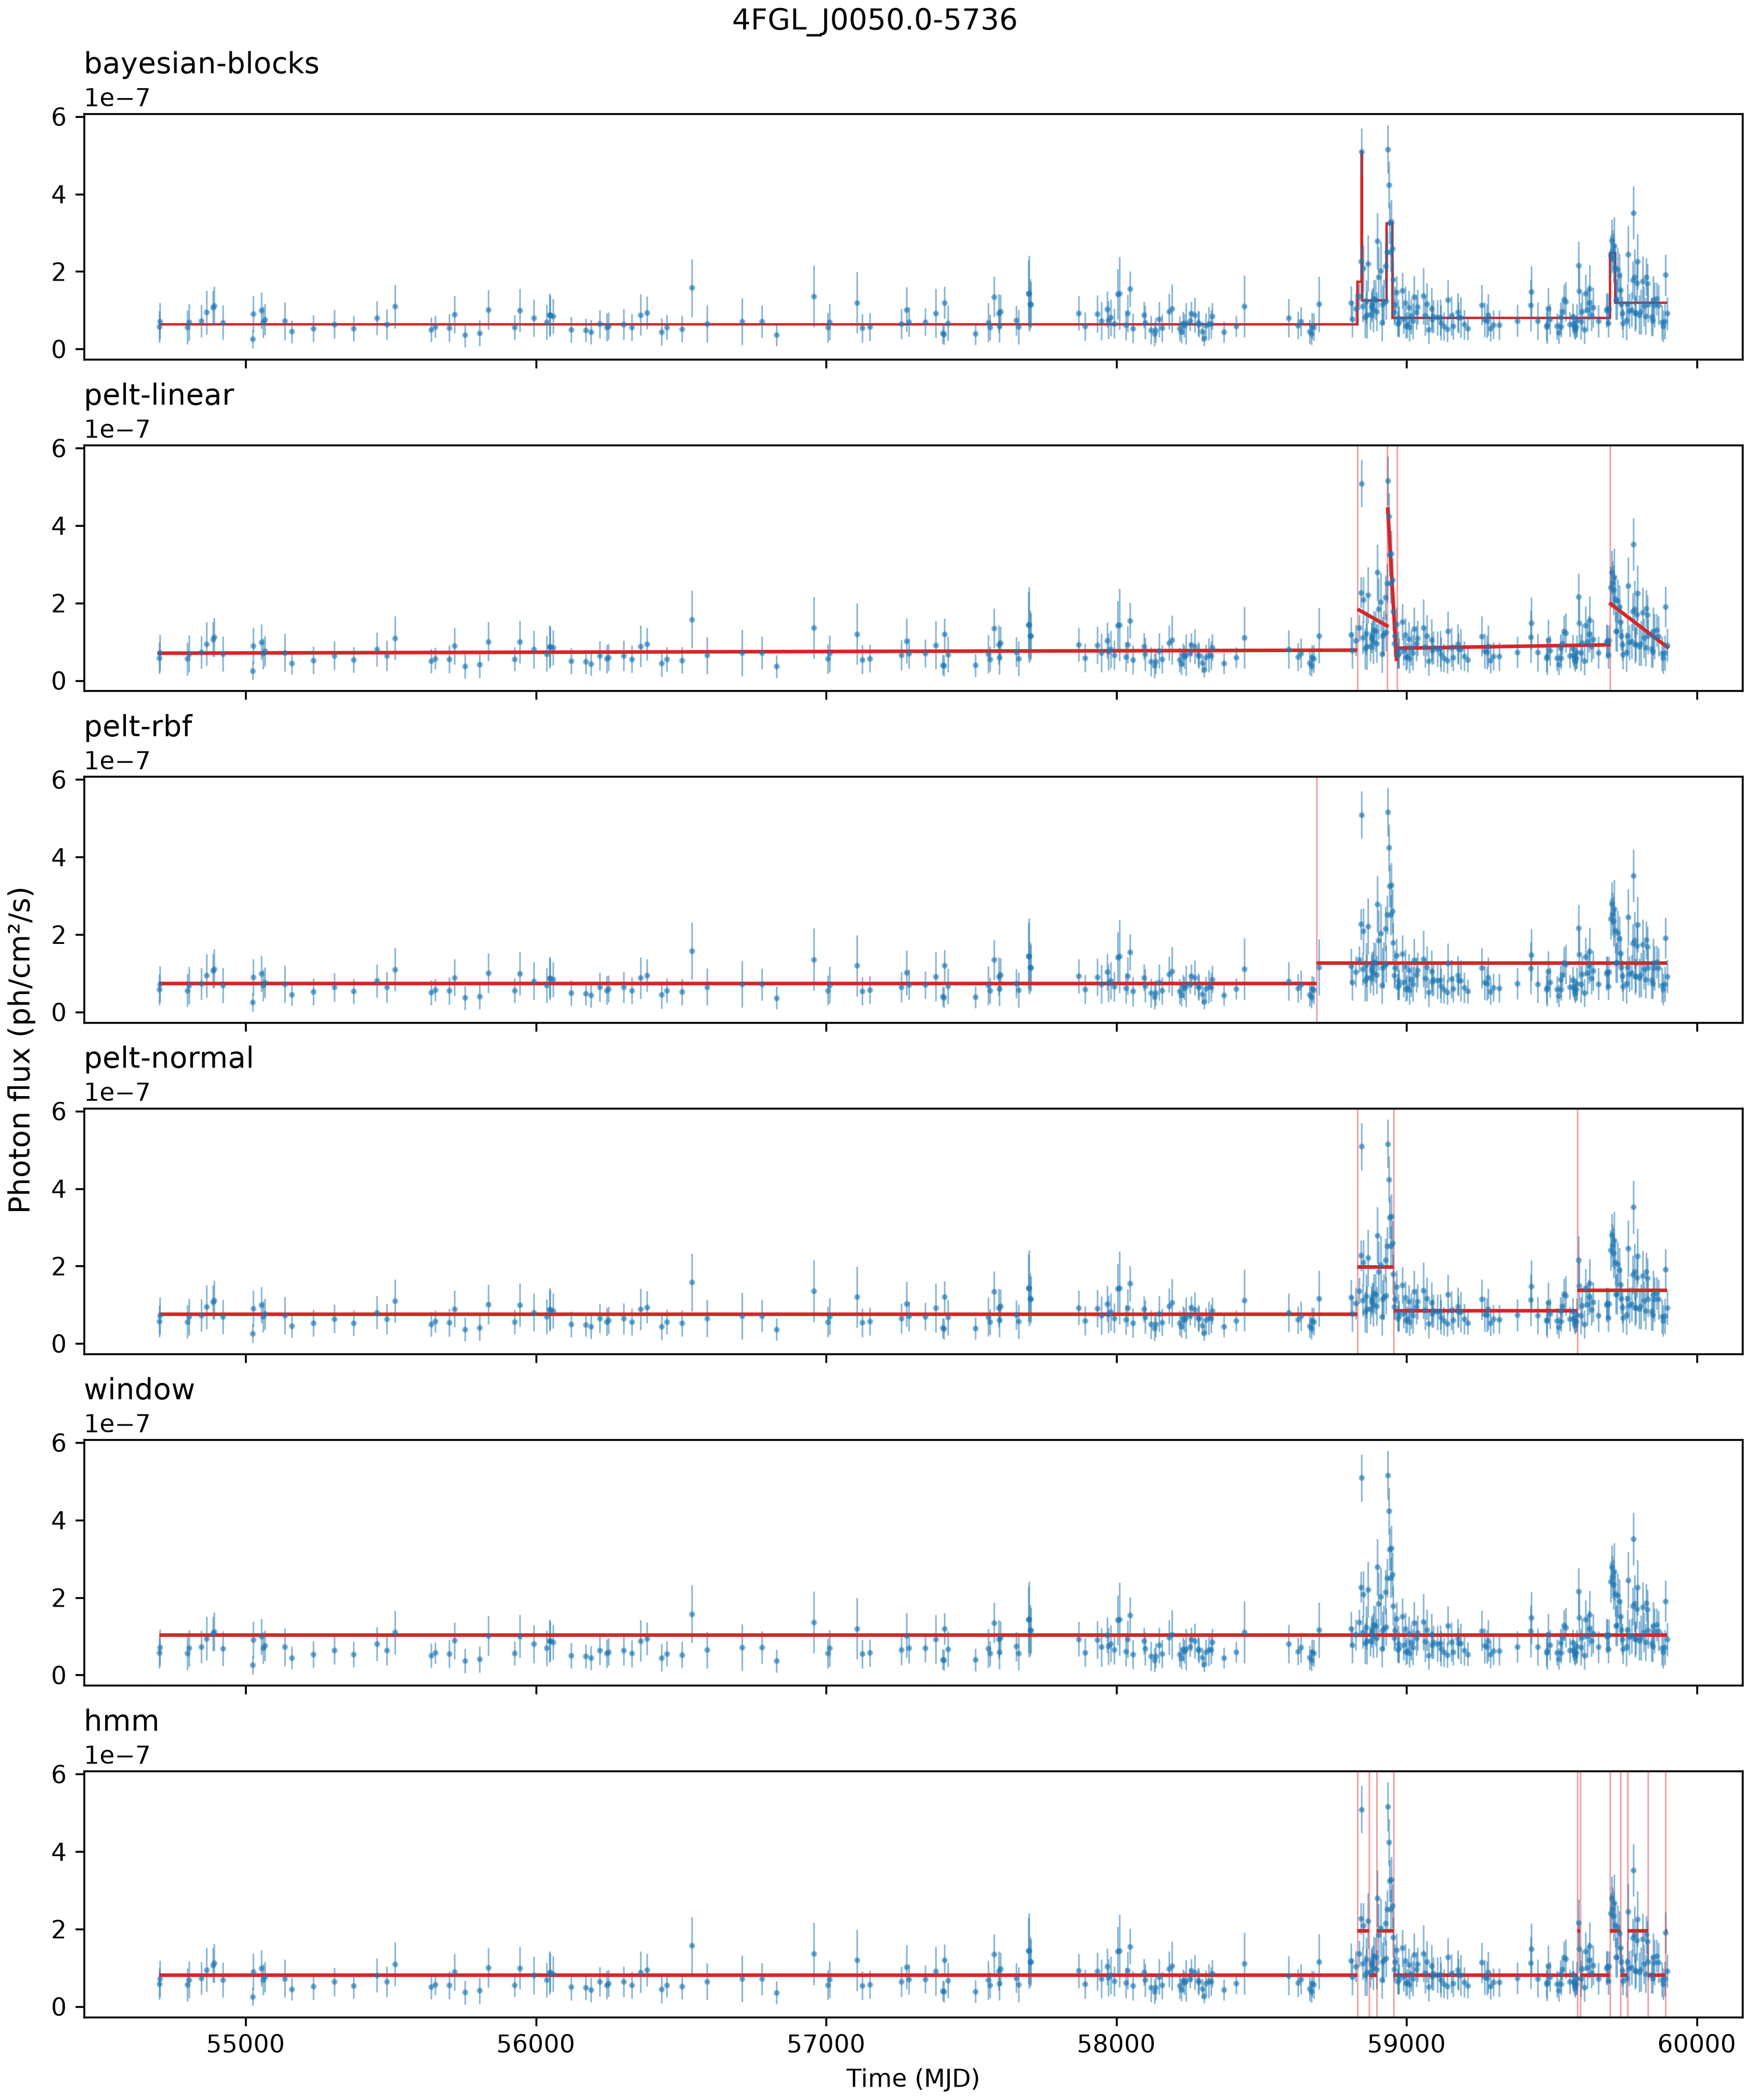 4FGL_J0050.0-5736
bayesian-blocks
1e−7
6
4
2
0
pelt-linear
1e−7
6
4
2
0
pelt-rbf
1e−7
6
4
2
0
pelt-normal
1e−7
6
4
2
0
window
1e−7
6
4
2
0
hmm
1e−7
6
4
2
0
Photon flux (ph/cm²/s)
55000 56000 57000 58000 59000 60000
Time (MJD)